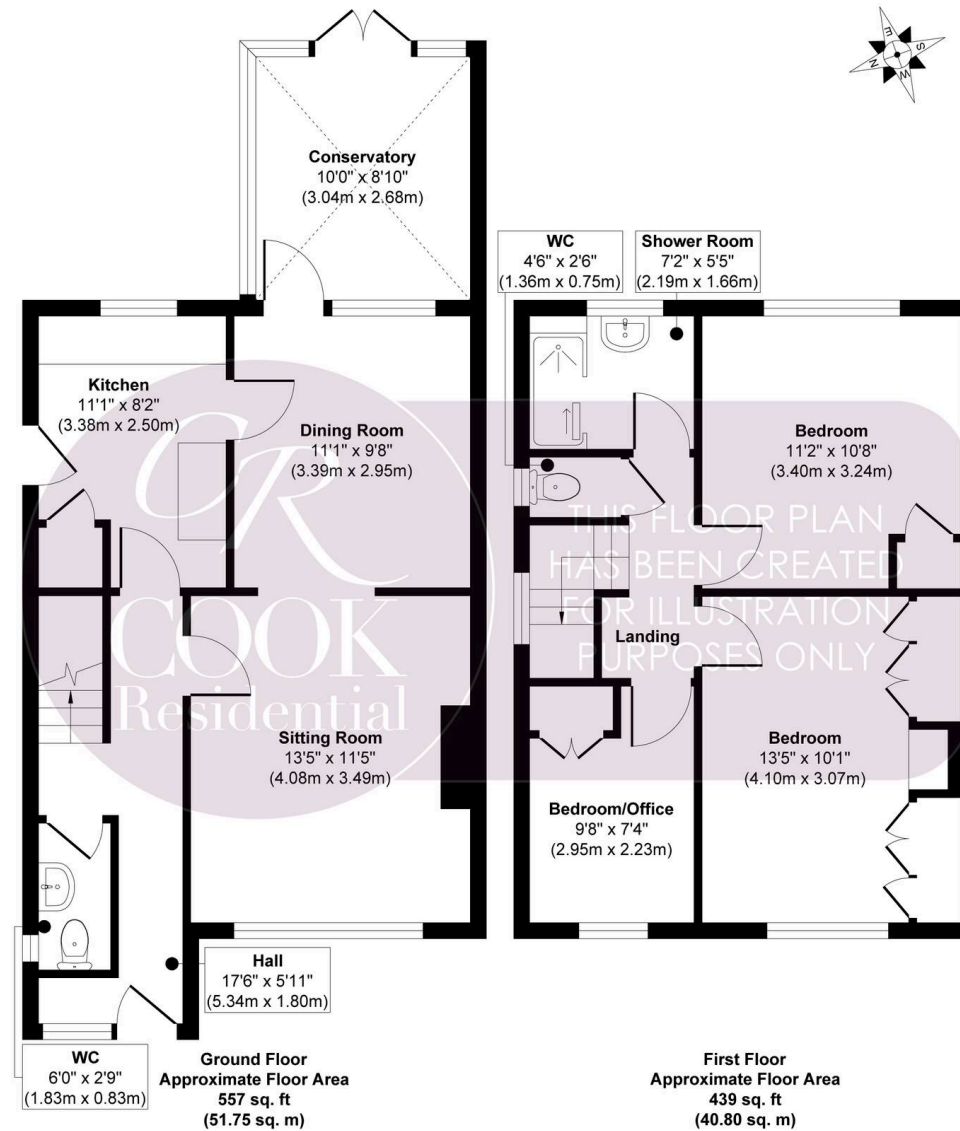 E
S
N
W
Conservatory
10'0" x 8'10"
(3.04m x 2.68m)
WC
4'6" x 2'6"
(1.36m x 0.75m)
Shower Room
7'2" x 5'5"
(2.19m x 1.66m)
Kitchen
11'1" x 8'2"
(3.38m x 2.50m)
Dining Room
11'1" x 9'8"
(3.39m x 2.95m)
Bedroom
11'2" x 10'8"
(3.40m x 3.24m)
CR
COOK
Residential
THIS FLOOR PLAN
HAS BEEN CREATED
FOR ILLUSTRATION
PURPOSES ONLY
Landing
Sitting Room
13'5" x 11'5"
(4.08m x 3.49m)
Bedroom
13'5" x 10'1"
(4.10m x 3.07m)
Bedroom/Office
9'8" x 7'4"
(2.95m x 2.23m)
Hall
17'6" x 5'11"
(5.34m x 1.80m)
WC
6'0" x 2'9"
(1.83m x 0.83m)
Ground Floor
Approximate Floor Area
557 sq. ft
(51.75 sq. m)
First Floor
Approximate Floor Area
439 sq. ft
(40.80 sq. m)